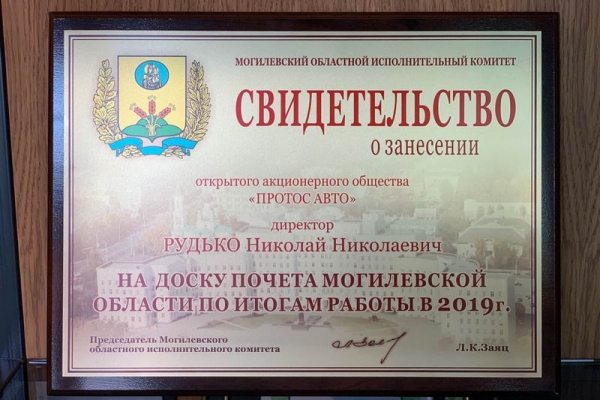 МОГИЛЕВСКИЙ ОБЛАСТНОЙ ИСПОЛНИТЕЛЬНЫЙ КОМИТЕТ
СВИДЕТЕЛЬСТВО
о занесении
открытого акционерного общества
«ПРОТОС АВТО»
директор
РУДЬКО Николай Николаевич
НА ДОСКУ ПОЧЕТА МОГИЛЕВСКОЙ
ОБЛАСТИ ПО ИТОГАМ РАБОТЫ В 2019г.
Председатель Могилевского
областного исполнительного комитета
Л.К.Заяц